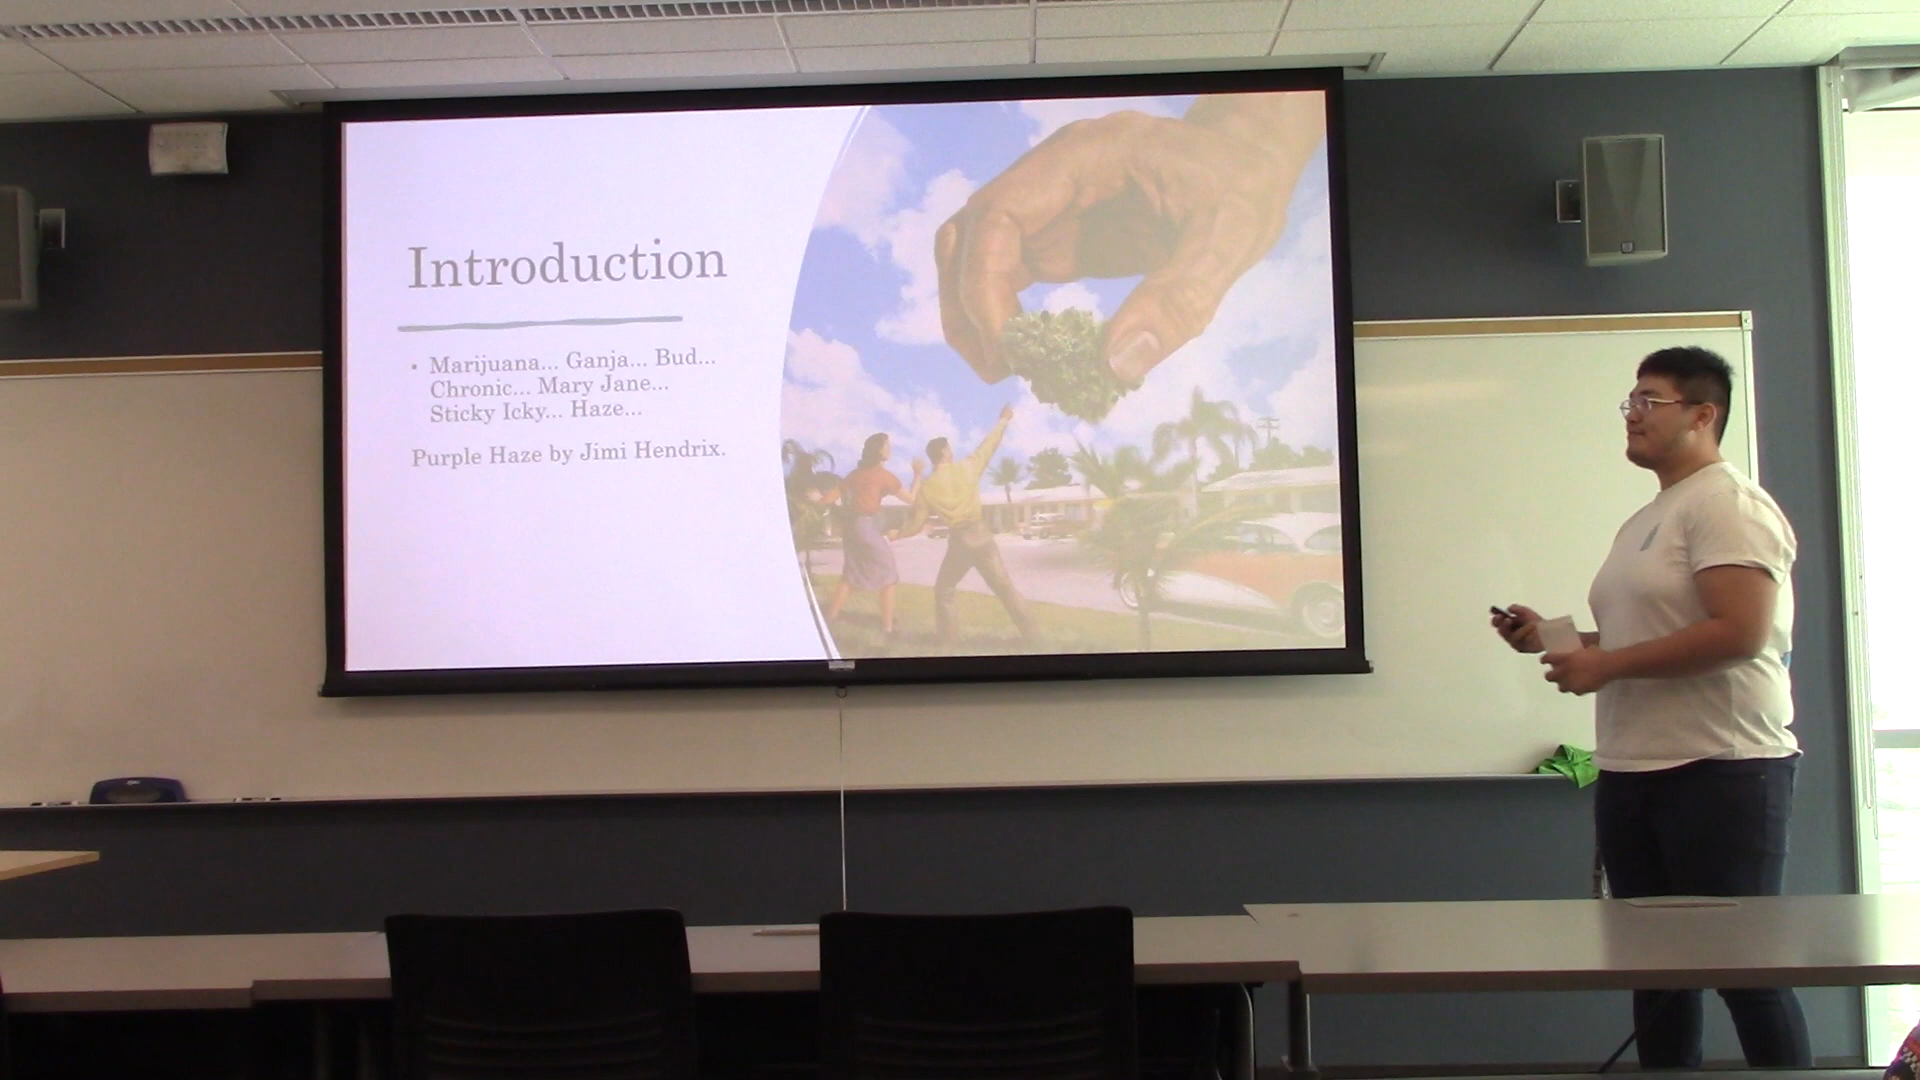 Introduction
• Marijuana... Ganja... Bud...
Chronic... Mary Jane...
Sticky Icky... Haze...
Purple Haze by Jimi Hendrix.